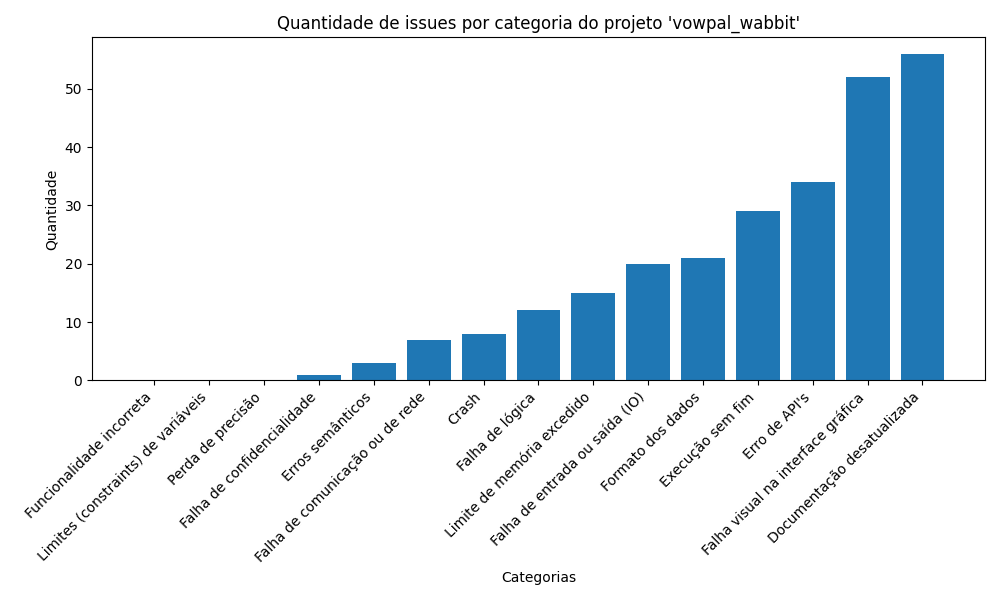 Quantidade de issues por categoria do projeto 'vowpal_wabbit'
Quantidade
50
40
30
20
10
0
Funcionalidade incorreta
Limites (constraints) de variáveis
Perda de precisão
Falha de confidencialidade
Erros semânticos
Falha de comunicação ou de rede
Crash
Falha de lógica
Limite de memória excedido
Falha de entrada ou saída (IO)
Formato dos dados
Execução sem fim
Erro de API's
Falha visual na interface gráfica
Documentação desatualizada
Categorias